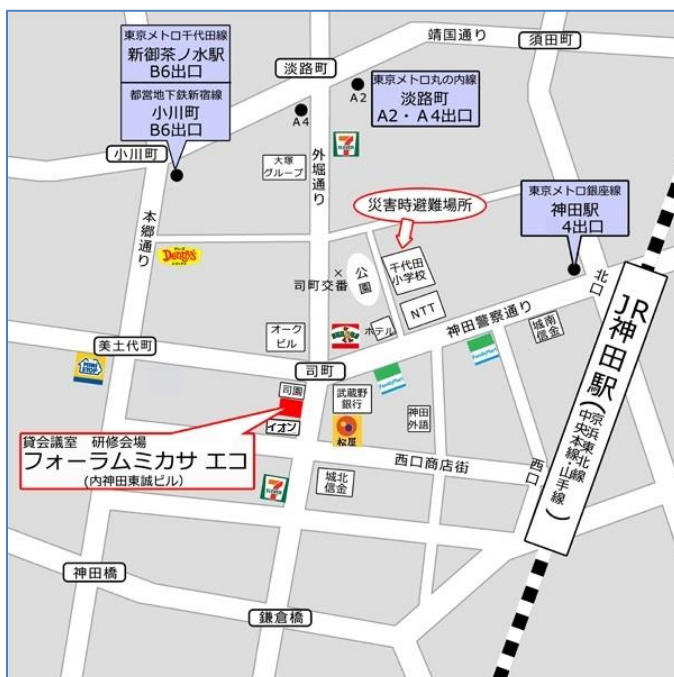 靖国通り
須田町
東京メトロ千代田線
新御茶ノ水駅
B6出口
都営地下鉄新宿線
小川町
B6出口
淡路町
A2
A4
東京メトロ丸の内線
淡路町
A2・A4出口
小川町
大塚
グループ
外堀通り
7
ELEVEN
本郷通り
災害時避難場所
東京メトロ銀座線
神田駅
4出口
Denny's
×
司町交番
公園
千代田
小学校
NTT
ホテル
神田警察通り
北口
JR神田駅
(京浜東北線
中央本線・山手線)
城南
信金
オーク
ビル
美土代町
MINI
STOP
司町
FamilyMart
FamilyMart
司園
武蔵野
銀行
イオン
松屋
神田
外語
貸会議室 研修会場
フォーラムミカサ エコ
(内神田東誠ビル)
西口商店街
西口
7
ELEVEN
城北
信金
神田橋
鎌倉橋